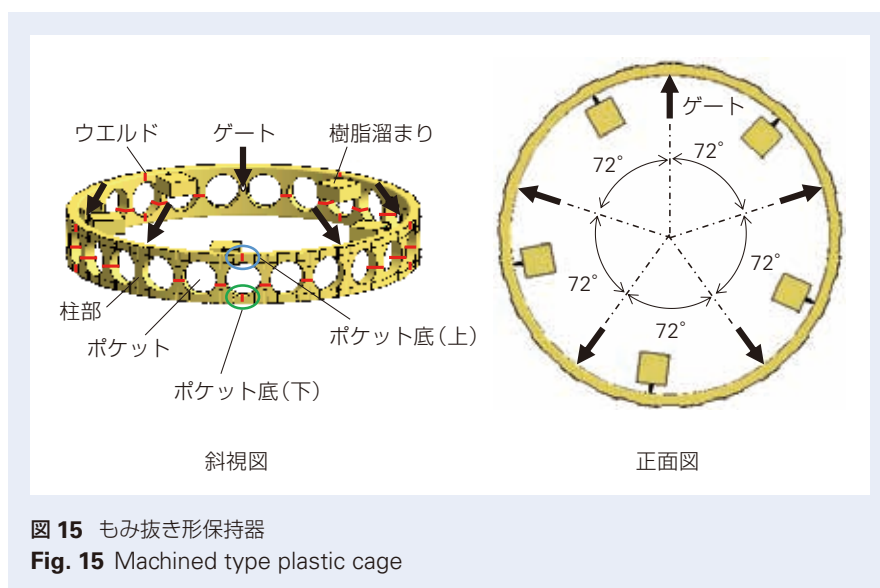 ウエルド
ゲート
樹脂溜まり
柱部
ポケット
ポケット底(上)
ポケット底(下)
斜視図
ゲート
72°
72°
72°
72°
72°
正面図
図 15 もみ抜き形保持器
Fig. 15 Machined type plastic cage